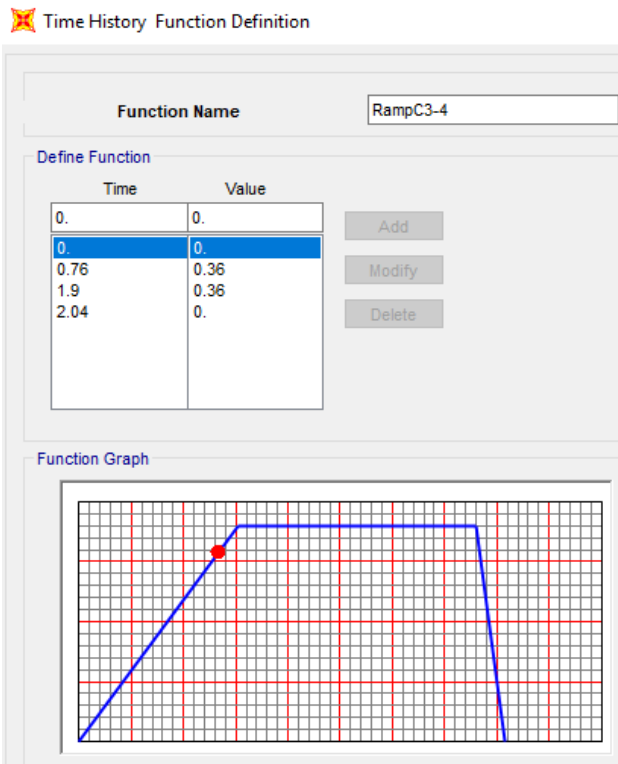 Time History Function Definition
Function Name RampC3-4
Define Function
Time Value
0. 0. Add
0. 0.
0.76 0.36 Modify
1.9 0.36
2.04 0. Delete
Function Graph